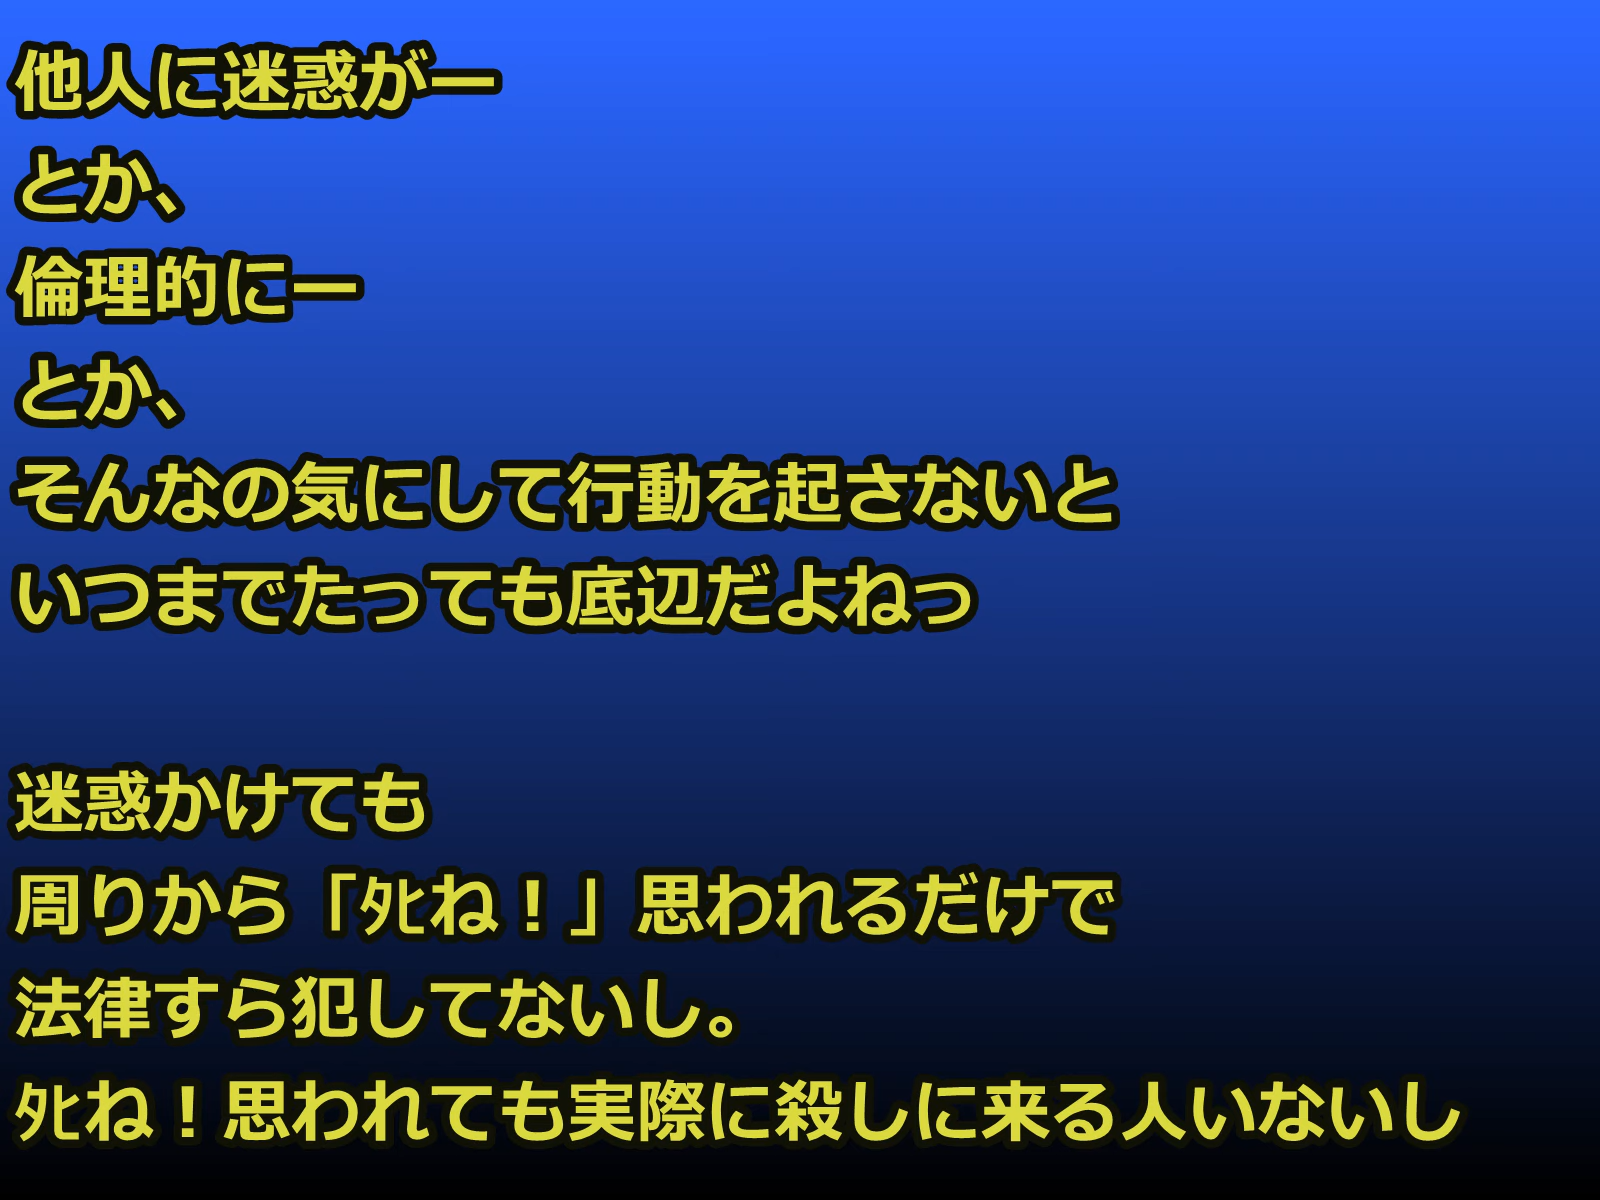 他人に迷惑がー
とか、
倫理的にー
とか、
そんなの気にして行動を起さないと
いつまでたっても底辺だよねっ
迷惑かけても
周りから「ﾀﾋね！」思われるだけで
法律すら犯してないし。
ﾀﾋね！思われても実際に殺しに来る人いないし